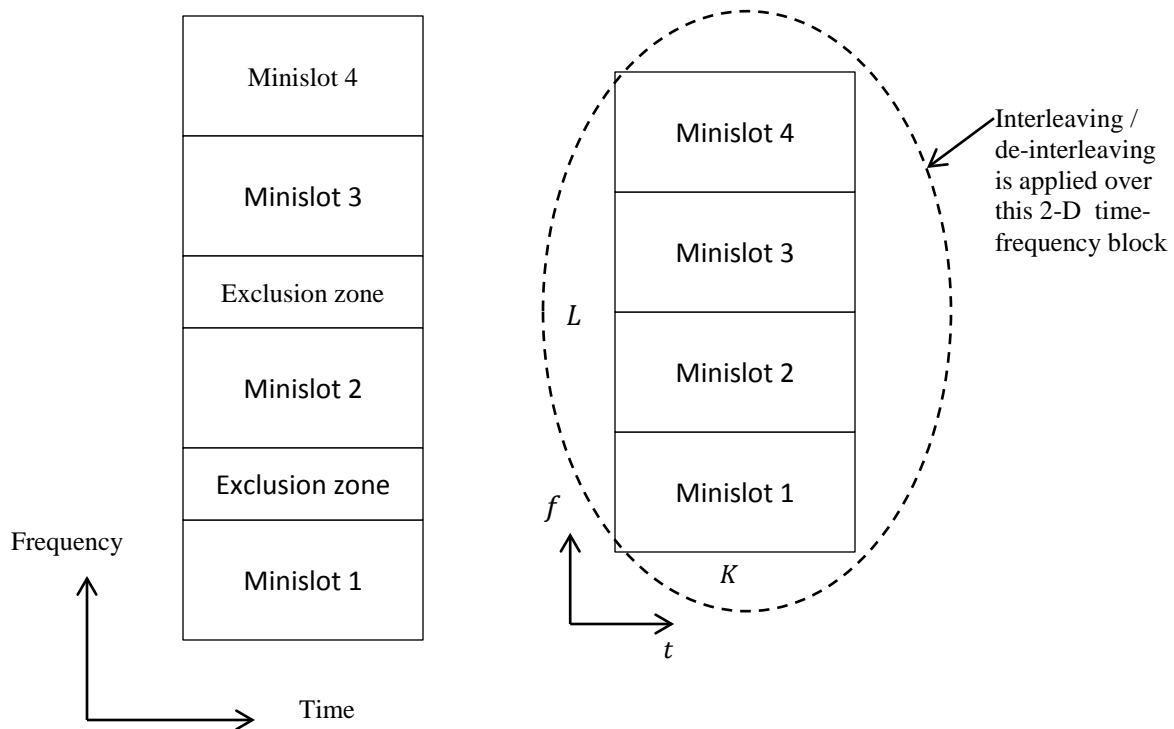 Minislot 4
Minislot 3
Exclusion zone
Minislot 2
Exclusion zone
Minislot 1
Frequency
Time
Minislot 4
Minislot 3
Minislot 2
Minislot 1
L
K
f
t
Interleaving /
de-interleaving
is applied over
this 2-D time-
frequency block